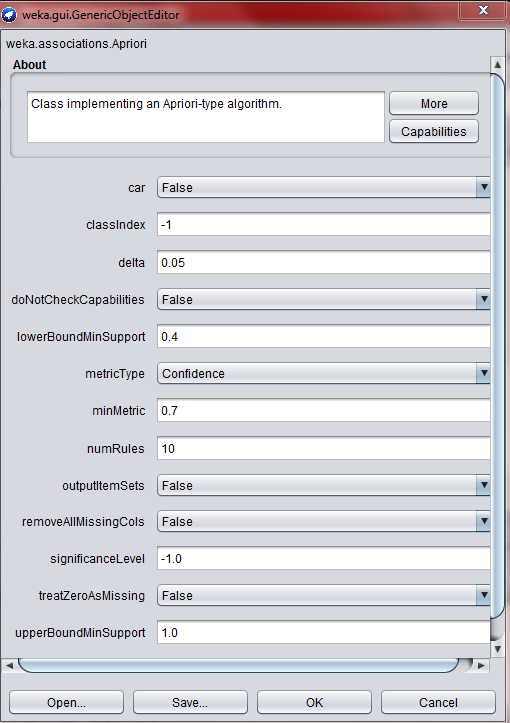 weka.gui.GenericObjectEditor
weka.associations.Apriori
About
Class implementing an Apriori-type algorithm.
More
Capabilities
car False
classIndex -1
delta 0.05
doNotCheckCapabilities False
lowerBoundMinSupport 0.4
metricType Confidence
minMetric 0.7
numRules 10
outputItemSets False
removeAllMissingCols False
significanceLevel -1.0
treatZeroAsMissing False
upperBoundMinSupport 1.0
Open... Save... OK Cancel